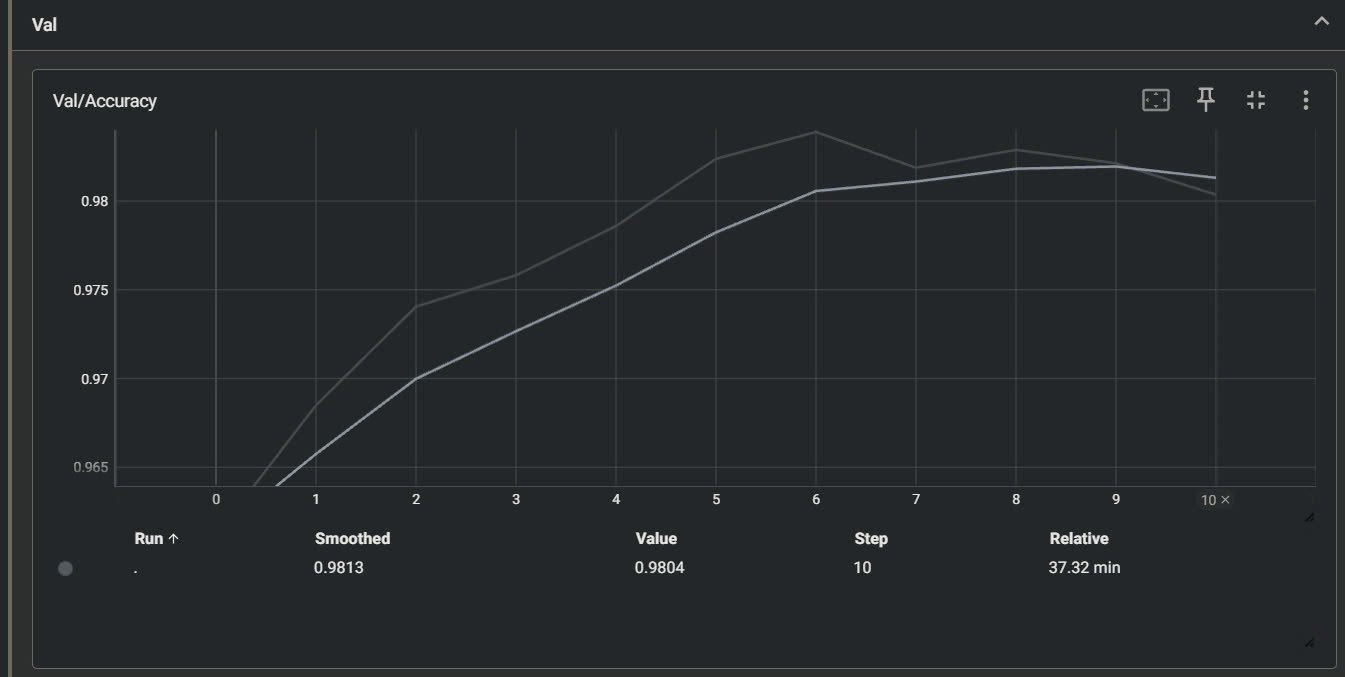 Val
Val/Accuracy
0.98
0.975
0.97
0.965
0 1 2 3 4 5 6 7 8 9 10 ×
Run ↑ Smoothed Value Step Relative
. 0.9813 0.9804 10 37.32 min